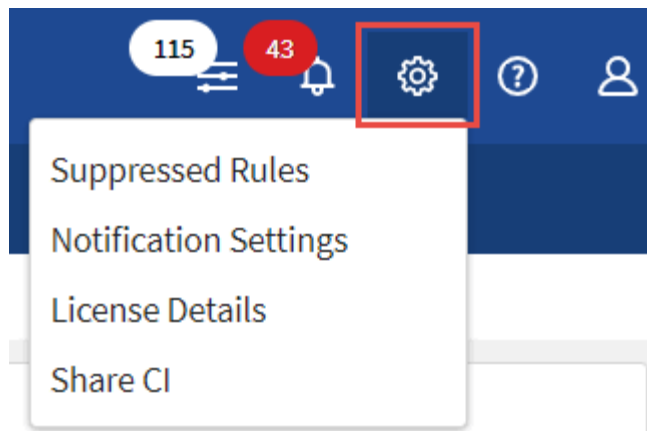 115 43
Suppressed Rules
Notification Settings
License Details
Share CI